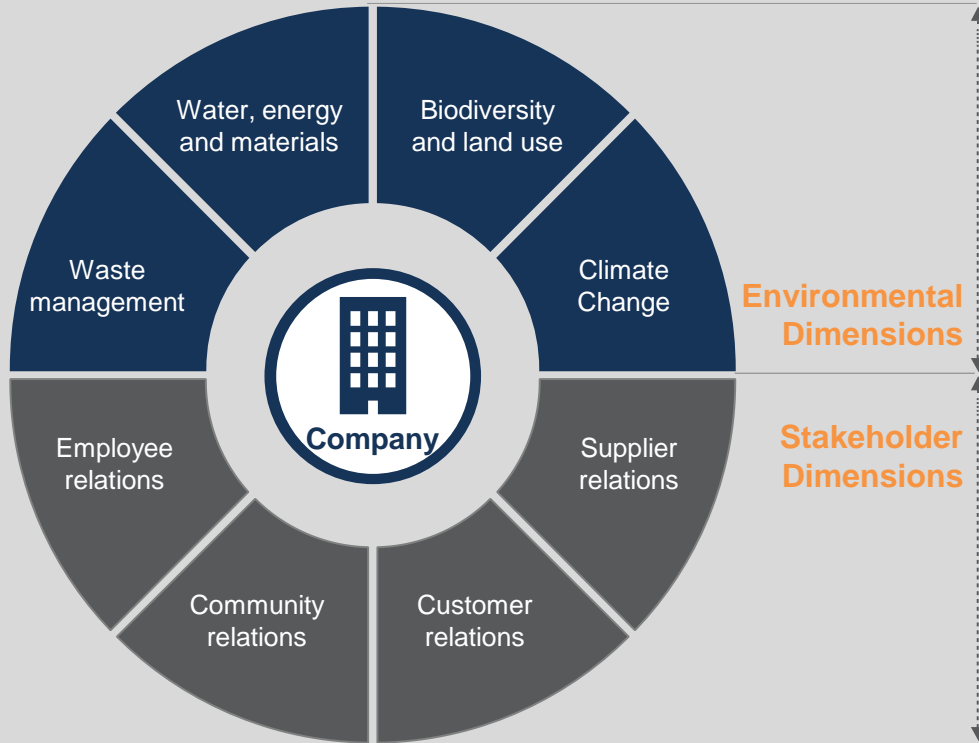 Water, energy
and materials
Biodiversity
and land use
Waste
management
Climate
Change
Environmental
Dimensions
Company
Employee
relations
Supplier
relations
Stakeholder
Dimensions
Community
relations
Customer
relations